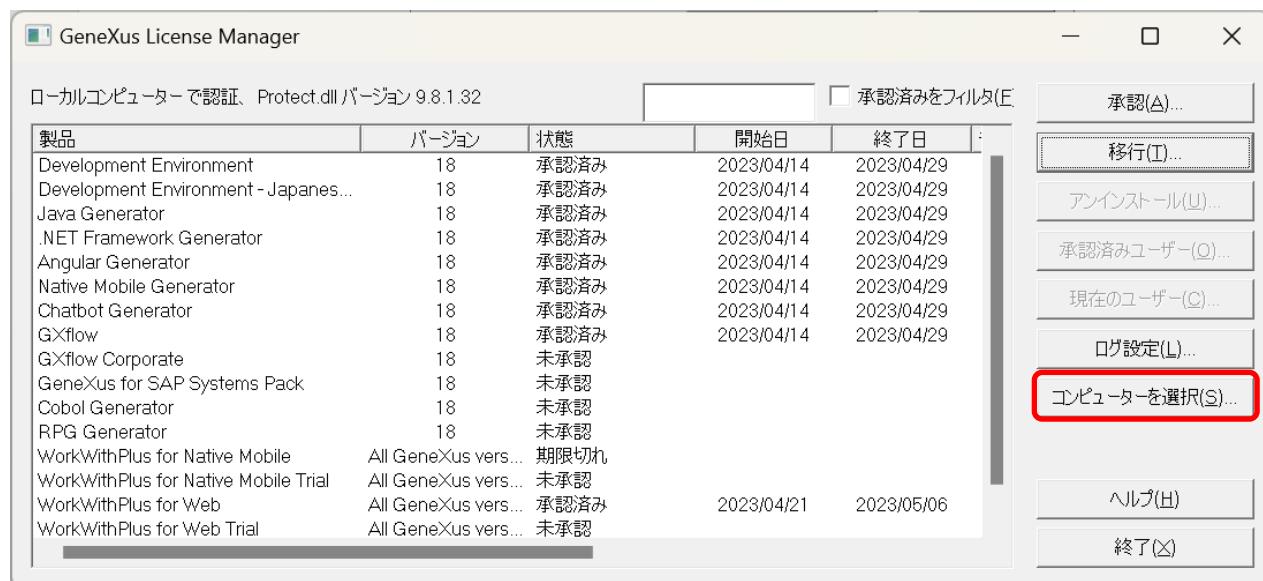 GeneXus License Manager
ローカルコンピューター で認証、 Protect.dll バージョン 9.8.1.32
承認済みをフィルタ(F
製品 バージョン 状態 開始日 終了日
Development Environment 18 承認済み 2023/04/14 2023/04/29
Development Environment - Japanes... 18 承認済み 2023/04/14 2023/04/29
Java Generator 18 承認済み 2023/04/14 2023/04/29
.NET Framework Generator 18 承認済み 2023/04/14 2023/04/29
Angular Generator 18 承認済み 2023/04/14 2023/04/29
Native Mobile Generator 18 承認済み 2023/04/14 2023/04/29
Chatbot Generator 18 承認済み 2023/04/14 2023/04/29
GXflow 18 承認済み 2023/04/14 2023/04/29
GXflow Corporate 18 未承認
GeneXus for SAP Systems Pack 18 未承認
Cobol Generator 18 未承認
RPG Generator 18 未承認
WorkWithPlus for Native Mobile All GeneXus vers... 期限切れ
WorkWithPlus for Native Mobile Trial All GeneXus vers... 未承認
WorkWithPlus for Web All GeneXus vers... 承認済み 2023/04/21 2023/05/06
WorkWithPlus for Web Trial All GeneXus vers... 未承認
承認(A)...
移行(T)...
アンインストール(U)...
承認済みユーザー(O)...
現在のユーザー(C)...
ログ設定(L)...
コンピューターを選択(S)...
ヘルプ(H)
終了(X)